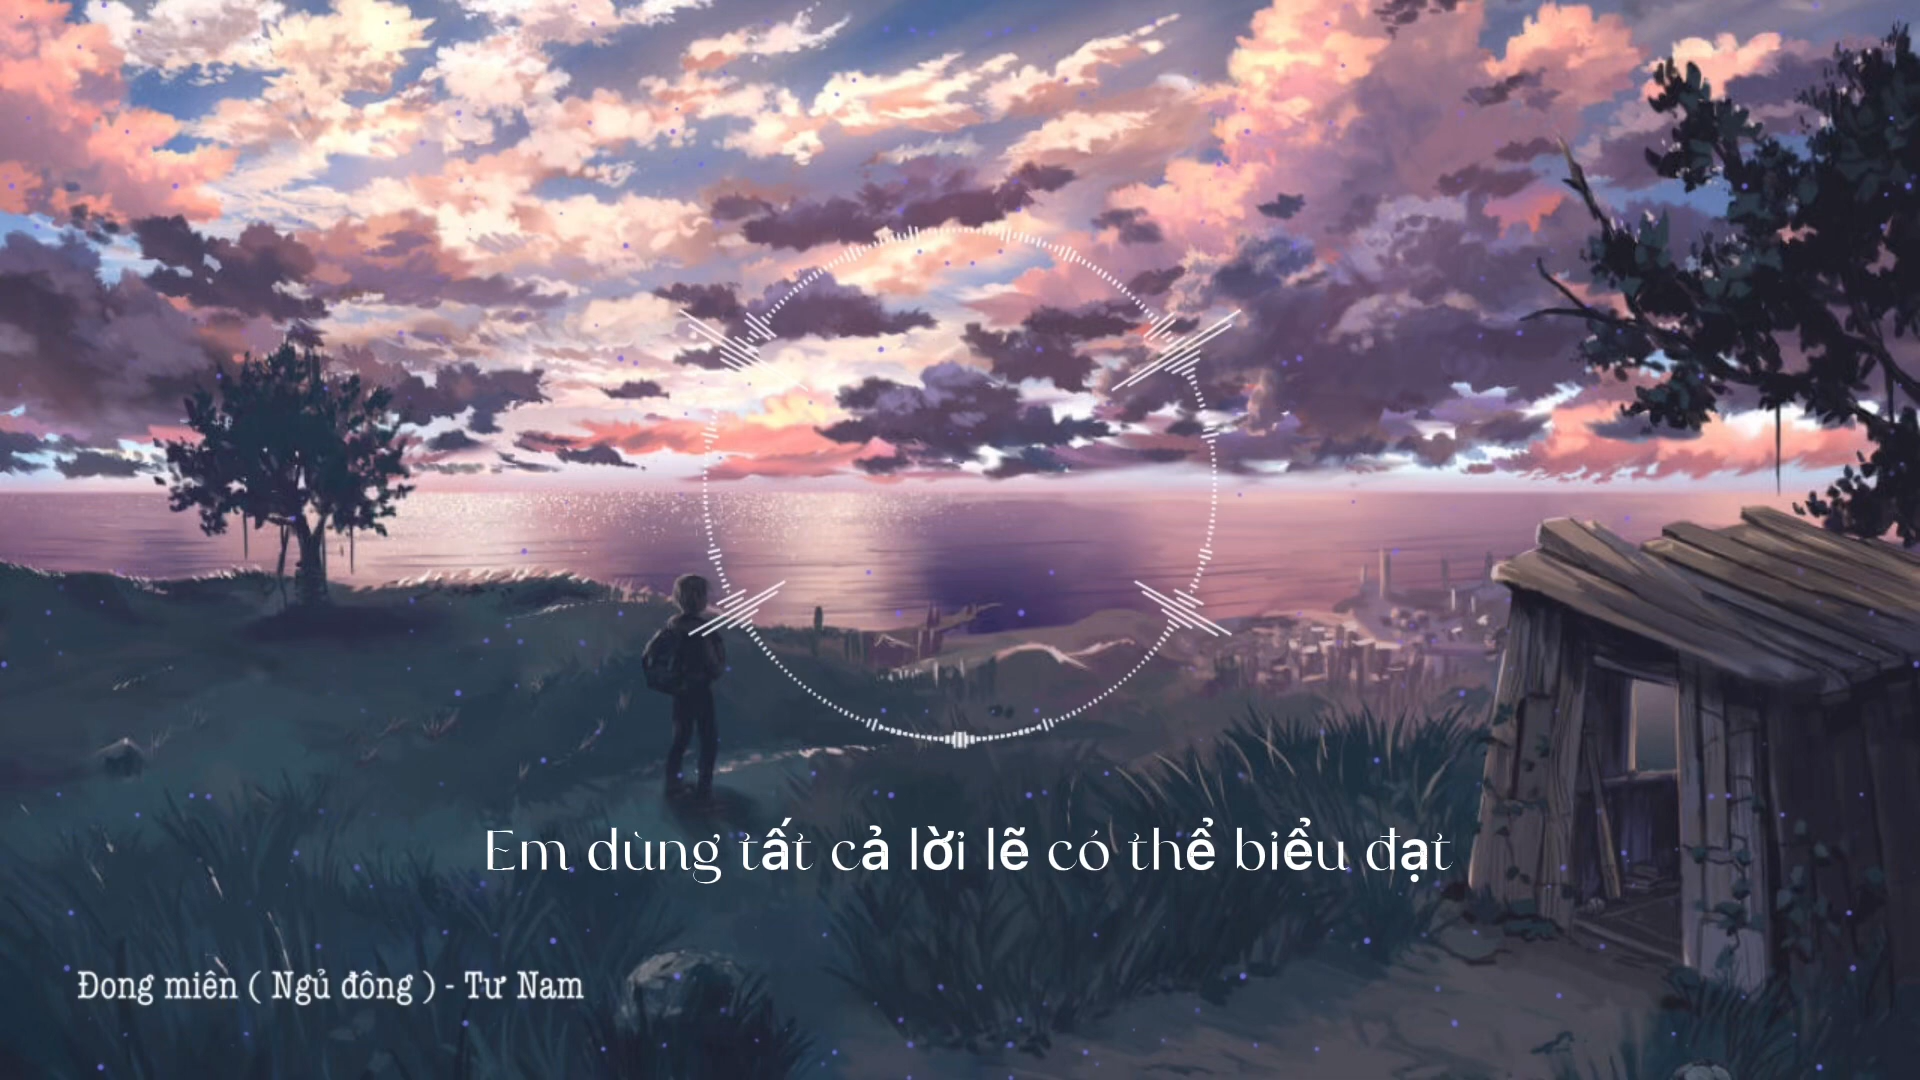 Em dùng tất cả lời lẽ có thể biểu đạt
Đong miên ( Ngủ đông ) - Tư Nam